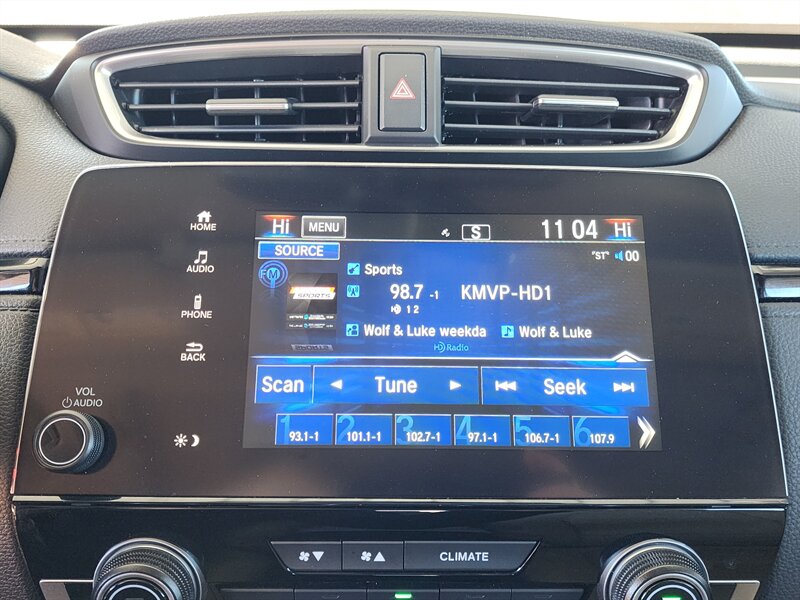 HOME
AUDIO
PHONE
BACK
VOL
AUDIO
Hi MENU S 11 04 Hi
SOURCE "ST" 00
FM Sports
SPORTS
98.7 -1 KMVP-HD1
HD 1 2
Wolf & Luke weekda Wolf & Luke
HD Radio
Scan Tune Seek
1 2 3 4 5 6
93.1-1 101.1-1 102.7-1 97.1-1 106.7-1 107.9
CLIMATE